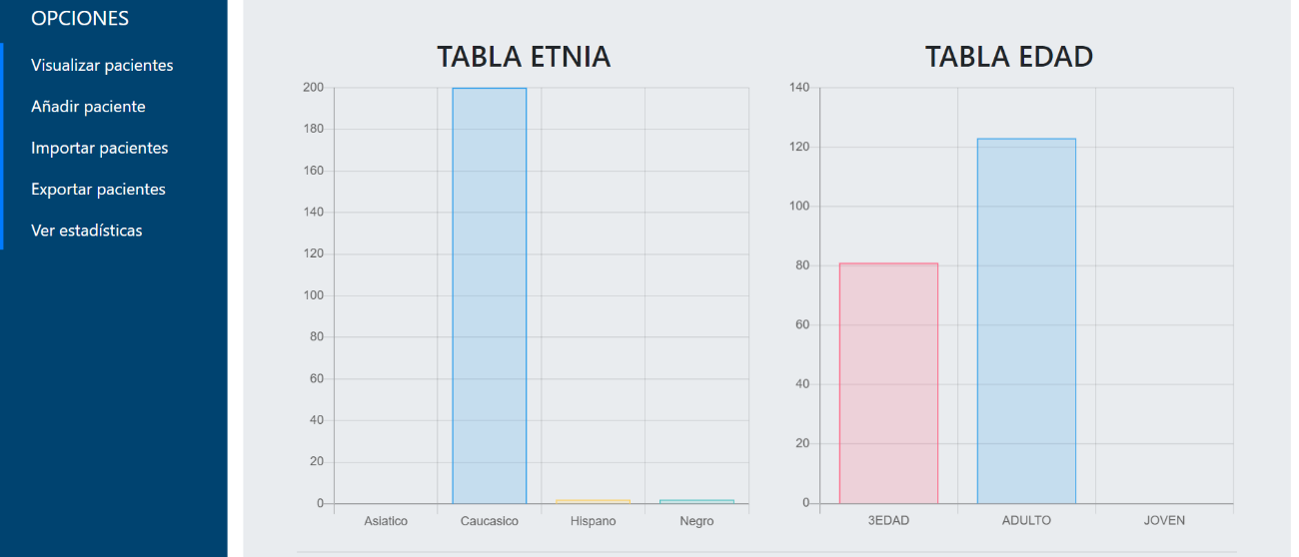 OPCIONES
Visualizar pacientes
Añadir paciente
Importar pacientes
Exportar pacientes
Ver estadísticas
TABLA ETNIA
200
180
160
140
120
100
80
60
40
20
0
Asiatico Caucasico Hispano Negro
TABLA EDAD
140
120
100
80
60
40
20
0
3EDAD ADULTO JOVEN